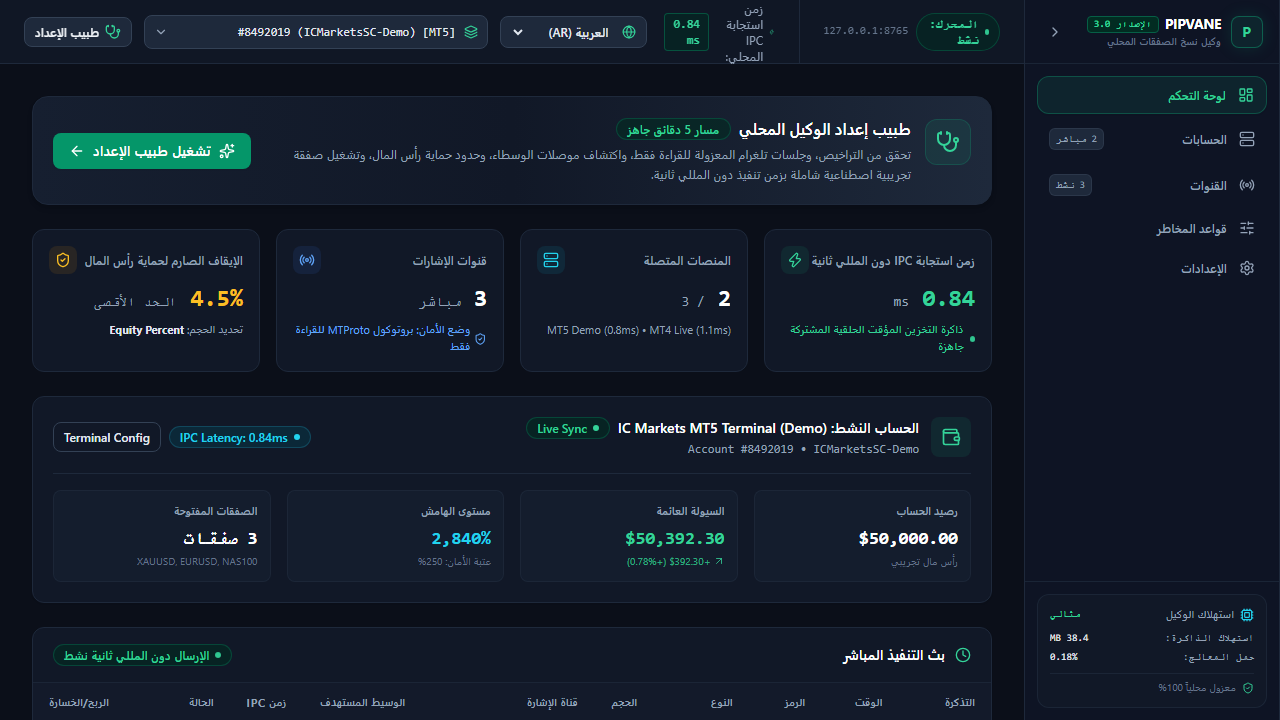 PIPVANE
الإصدار 3.0
وكيل نسخ الصفقات المحلي
المحرك: نشط
127.0.0.1:8765
زمن استجابة IPC المحلي:
0.84 ms
العربية (AR)
#8492019 (ICMarketsSC-Demo) [MT5]
طبيب الإعداد
لوحة التحكم
الحسابات
2 مباشر
القنوات
3 نشط
قواعد المخاطر
الإعدادات
استهلاك الوكيل
مثالي
استهلاك الذاكرة:
38.4 MB
حمل المعالج:
0.18%
معزول محلياً 100%
طبيب إعداد الوكيل المحلي
مسار 5 دقائق جاهز
تحقق من التراخيص، وجلسات تلغرام المعزولة للقراءة فقط، واكتشاف موصلات الوسطاء، وحدود حماية رأس المال، وتشغيل صفقة
تجريبية اصطناعية شاملة بزمن تنفيذ دون المللي ثانية.
تشغيل طبيب الإعداد
زمن استجابة IPC دون المللي ثانية
0.84 ms
ذاكرة التخزين المؤقت الحلقية المشتركة
جاهزة
المنصات المتصلة
2 / 3
MT5 Demo (0.8ms) • MT4 Live (1.1ms)
قنوات الإشارات
3 مباشر
وضع الأمان: بروتوكول MTProto للقراءة
فقط
الإيقاف الصارم لحماية رأس المال
4.5% الحد الأقصى
تحديد الحجم: Equity Percent
الحساب النشط: IC Markets MT5 Terminal (Demo)
Live Sync
Account #8492019 • ICMarketsSC-Demo
IPC Latency: 0.84ms
Terminal Config
رصيد الحساب
$50,000.00
رأس مال تجريبي
السيولة العائمة
$50,392.30
+$392.30 (+0.78%)
مستوى الهامش
2,840%
عتبة الأمان: 250%
الصفقات المفتوحة
3 صفقات
XAUUSD, EURUSD, NAS100
بث التنفيذ المباشر
الإرسال دون المللي ثانية نشط
التذكرة
الوقت
الرمز
النوع
الحجم
قناة الإشارة
الوسيط المستهدف
زمن IPC
الحالة
الربح/الخسارة